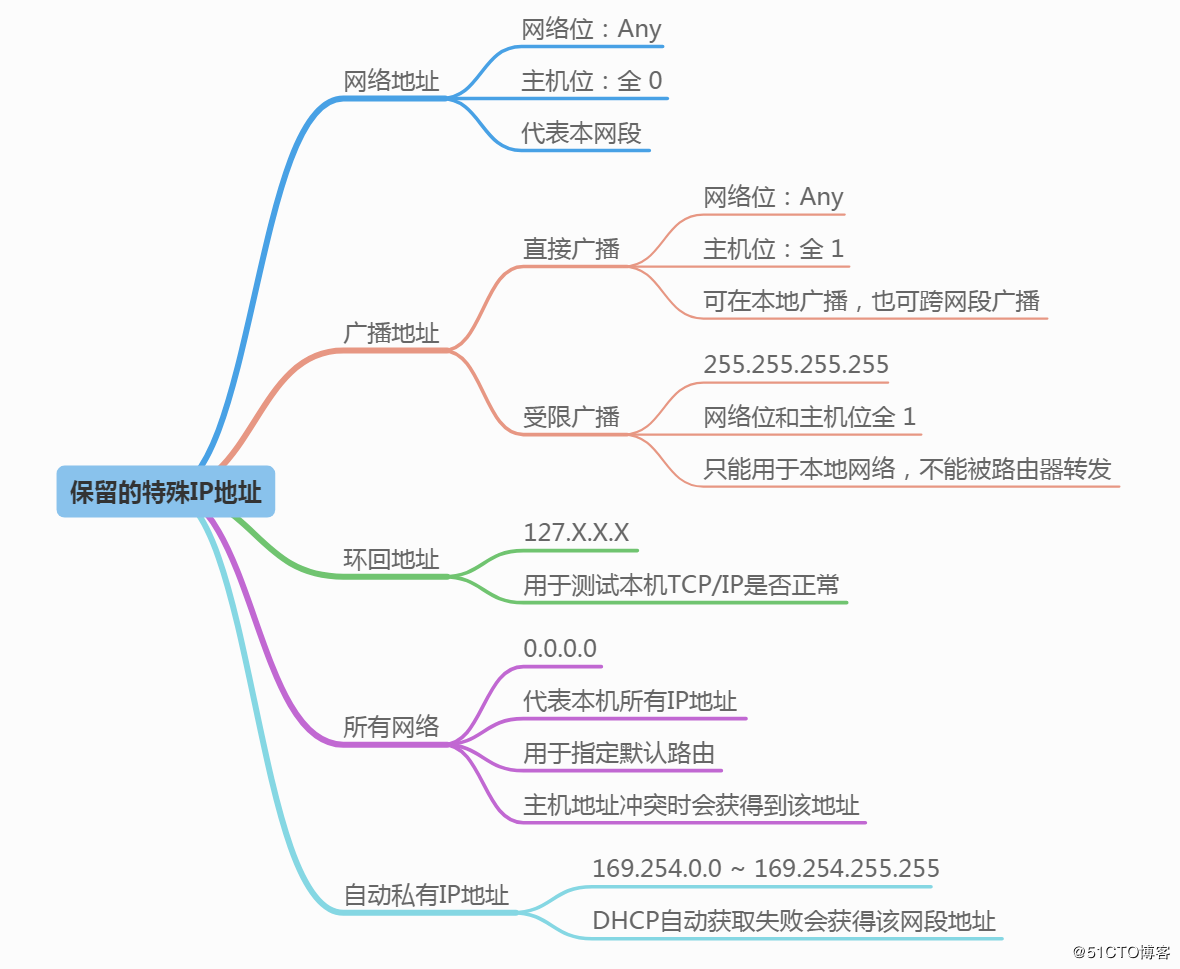 保留的特殊IP地址
网络地址
网络位：Any
主机位：全 0
代表本网段
广播地址
直接广播
网络位：Any
主机位：全 1
可在本地广播，也可跨网段广播
受限广播
255.255.255.255
网络位和主机位全 1
只能用于本地网络，不能被路由器转发
环回地址
127.X.X.X
用于测试本机TCP/IP是否正常
所有网络
0.0.0.0
代表本机所有IP地址
用于指定默认路由
主机地址冲突时会获得到该地址
自动私有IP地址
169.254.0.0 ~ 169.254.255.255
DHCP自动获取失败会获得该网段地址
@51CTO博客